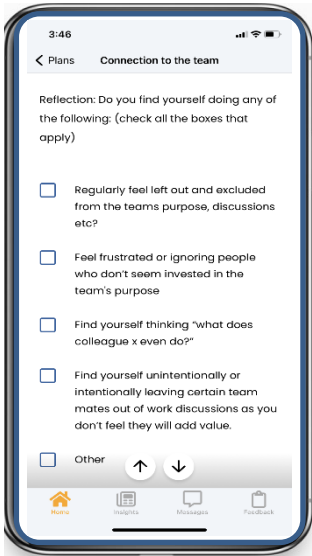 3:46
Plans
Connection to the team
Reflection: Do you find yourself doing any of
the following: (check all the boxes that
apply)
Regularly feel left out and excluded
from the teams purpose, discussions
etc?
Feel frustrated or ignoring people
who don't seem invested in the
team's purpose
Find yourself thinking "what does
colleague x even do?"
Find yourself unintentionally or
intentionally leaving certain team
mates out of work discussions as you
don't feel they will add value.
Other
Home
Insights
Messages
Feedback